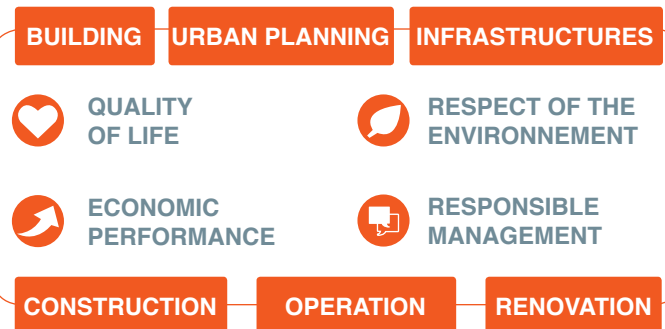 BUILDING
URBAN PLANNING
INFRASTRUCTURES
QUALITY
OF LIFE
RESPECT OF THE
ENVIRONNEMENT
ECONOMIC
PERFORMANCE
RESPONSIBLE
MANAGEMENT
CONSTRUCTION
OPERATION
RENOVATION